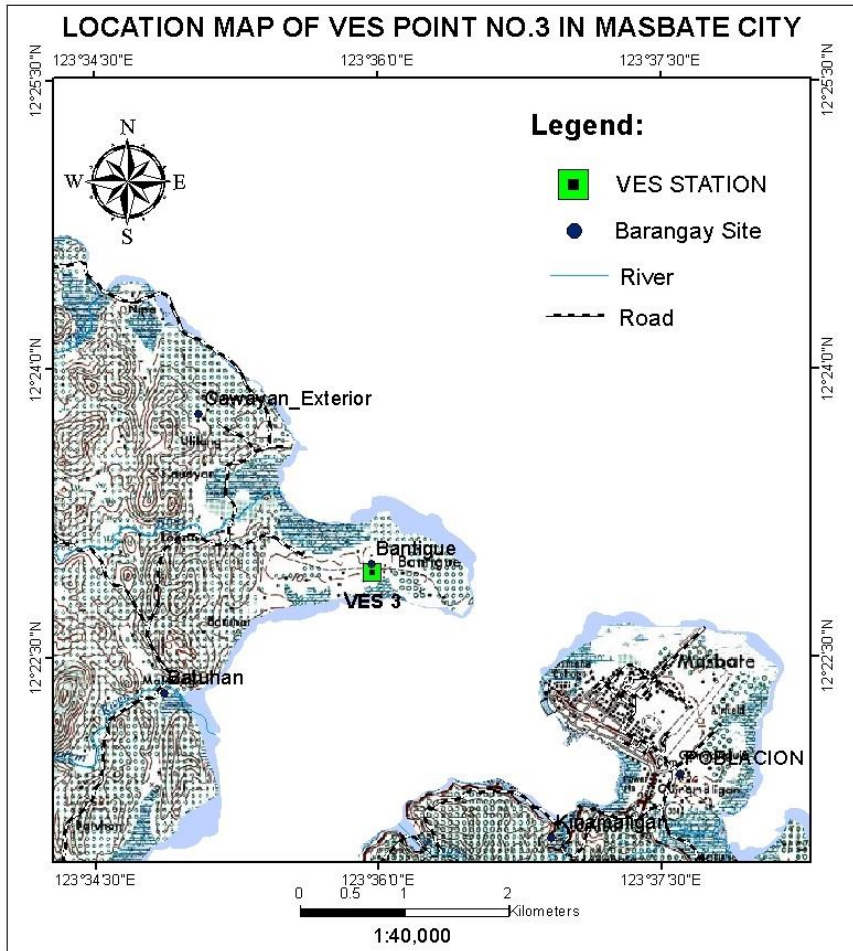 LOCATION MAP OF VES POINT NO.3 IN MASBATE CITY
123°34'30"E 123°36'0"E 123°37'30"E
12°25'30"N
12°25'30"N
N
W E
S
Legend:
VES STATION
Barangay Site
River
Road
12°24'0"N
12°24'0"N
Cawayan_Exterior
Bantigue
VES 3
12°22'30"N
12°22'30"N
Masbate
Batuhan
POBLACION
Kinamaligan
123°34'30"E 123°36'0"E 123°37'30"E
0 0.5 1 2
Kilometers
1:40,000